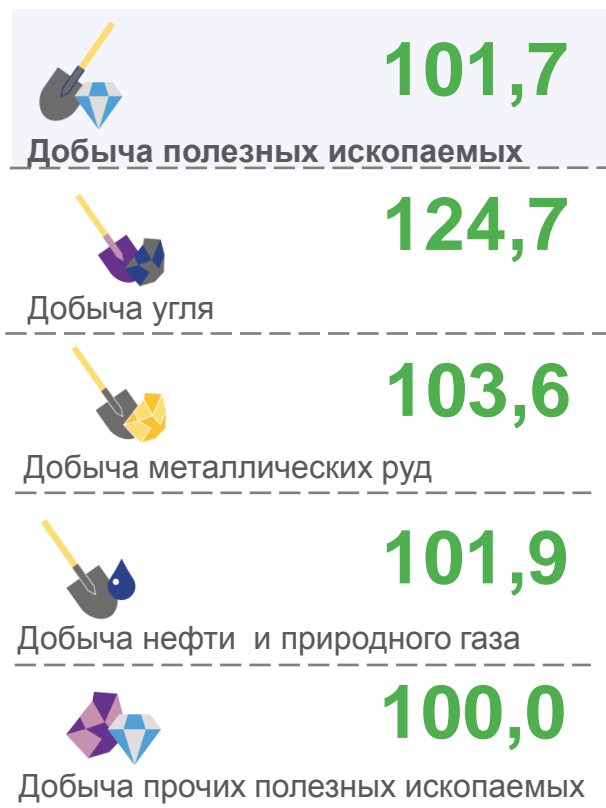 101,7
Добыча полезных ископаемых
124,7
Добыча угля
103,6
Добыча металлических руд
101,9
Добыча нефти и природного газа
100,0
Добыча прочих полезных ископаемых